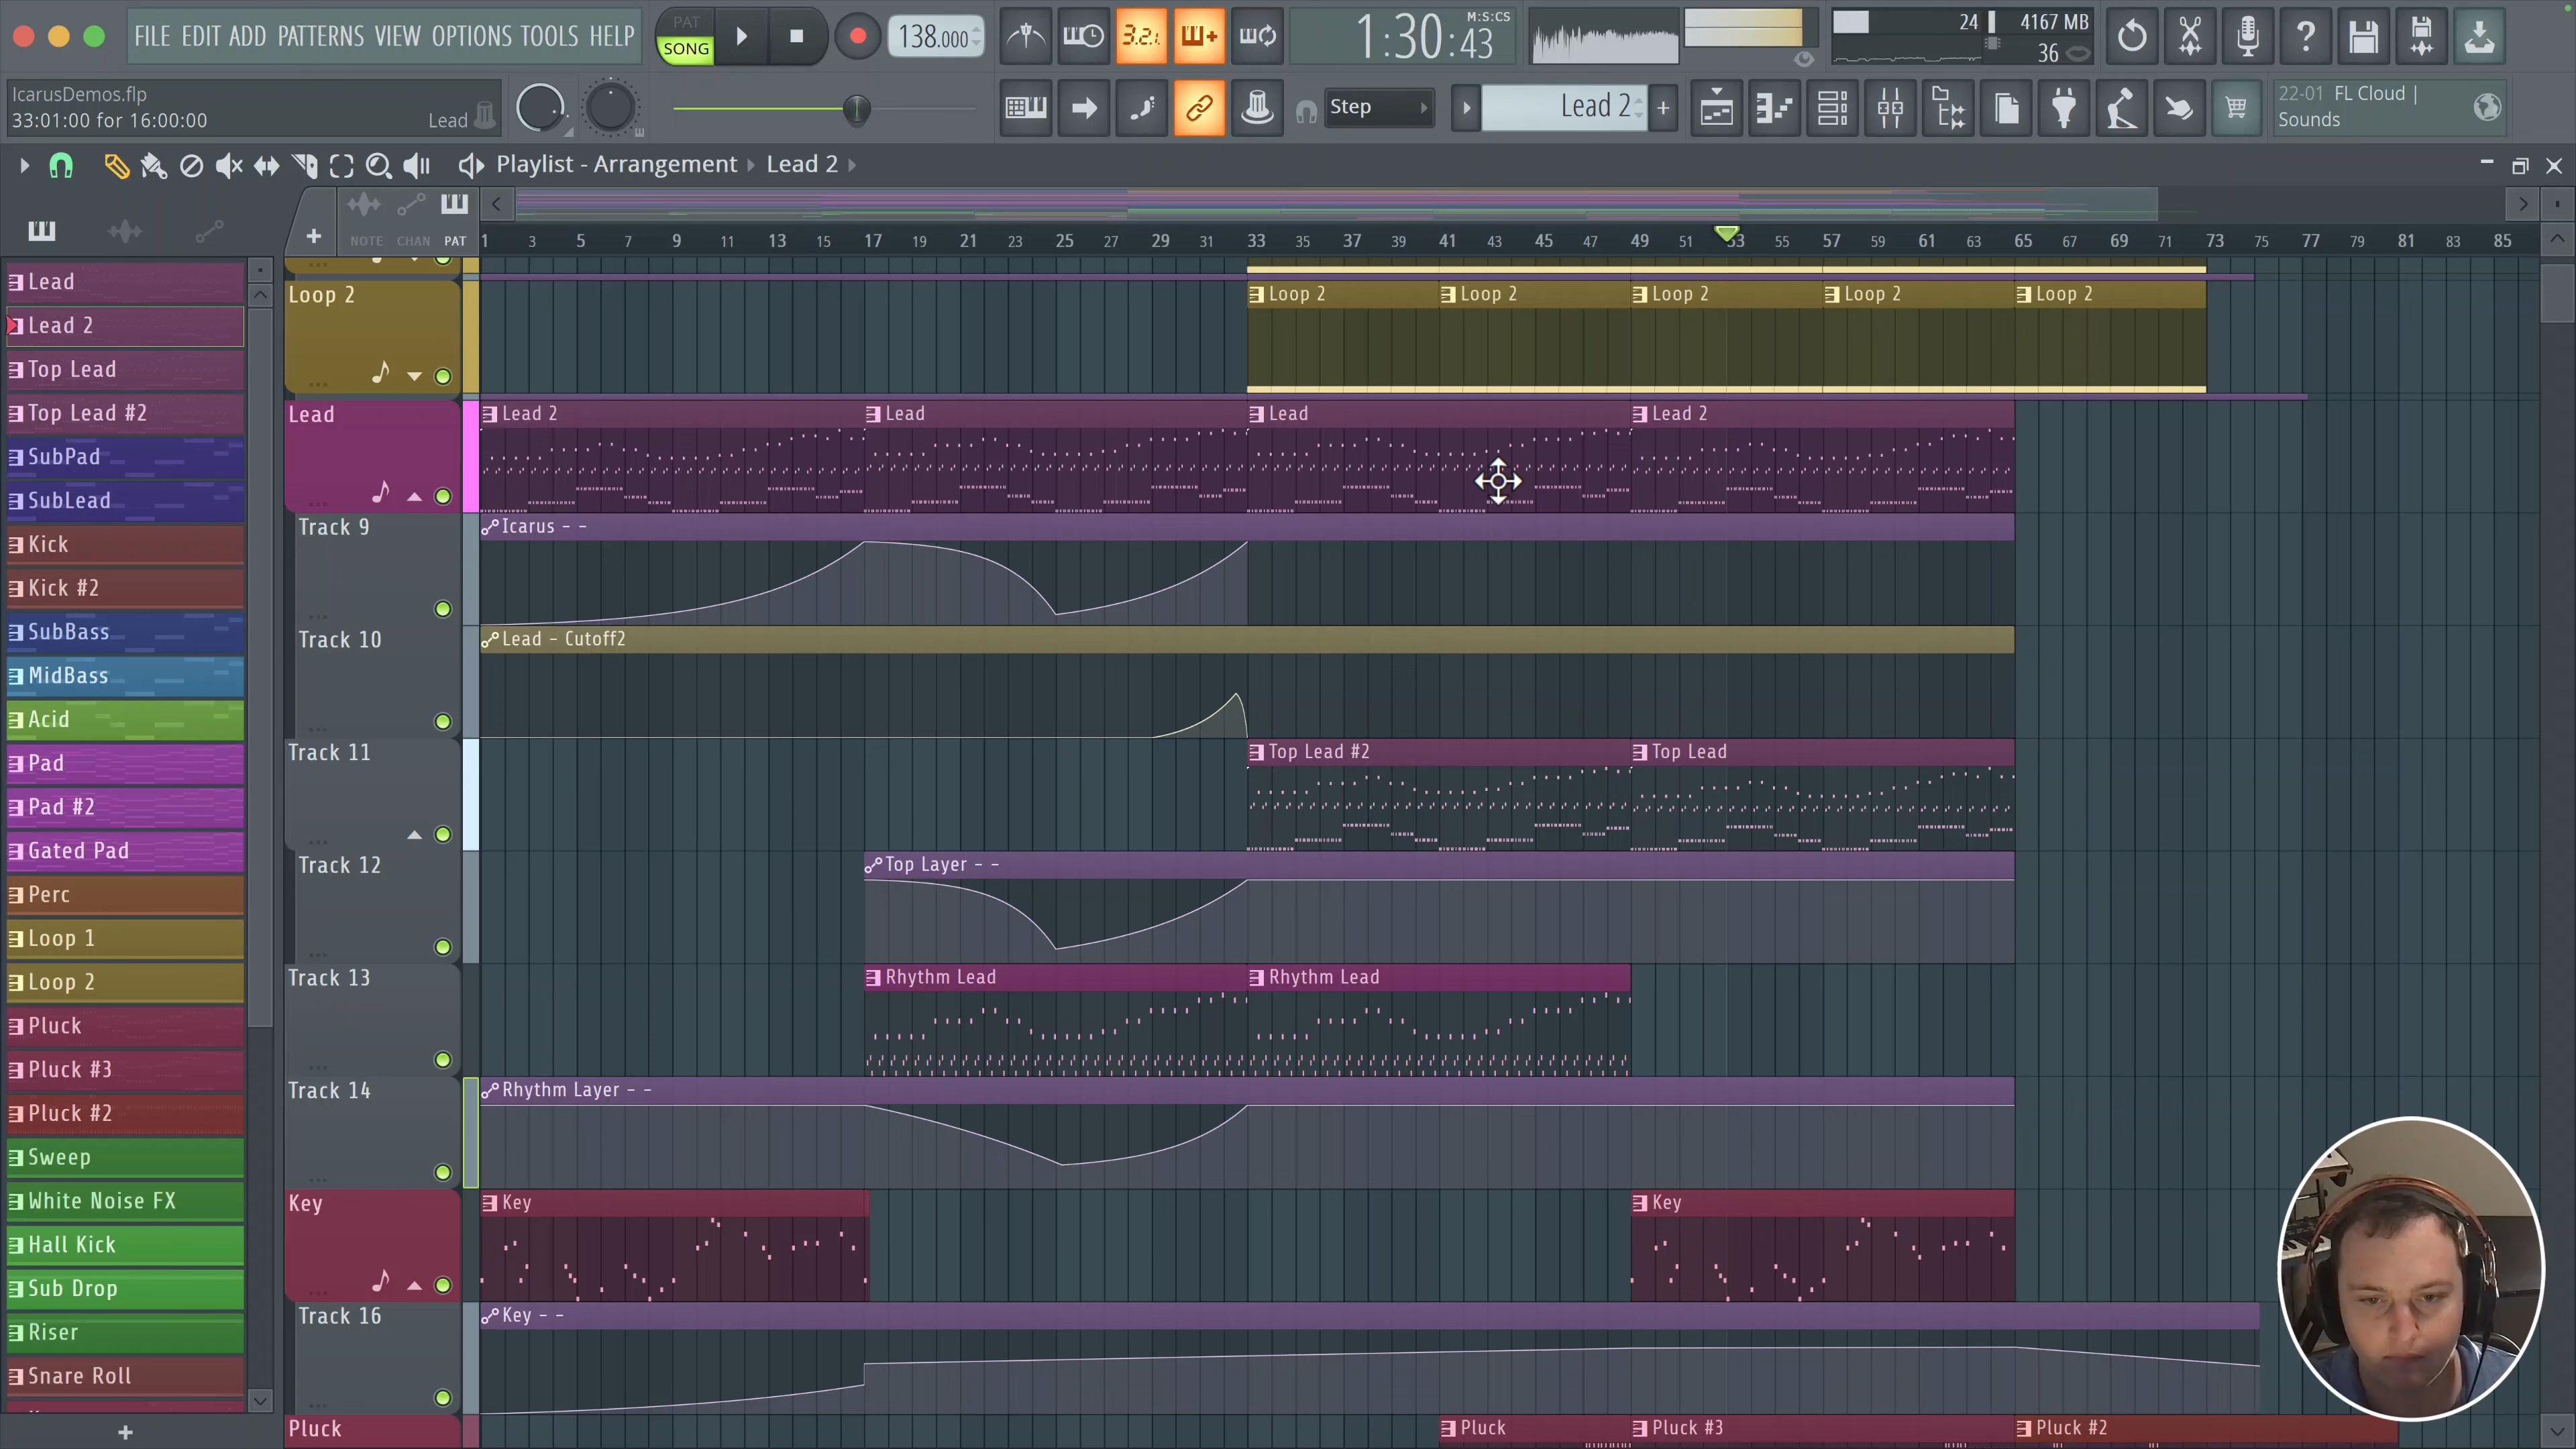 FILE EDIT ADD PATTERNS VIEW OPTIONS TOOLS HELP
PAT
SONG
138.000
3.2.
1:30:43
M:S:CS
24
4167 MB
36
IcarusDemos.flp
33:01:00 for 16:00:00
Lead
Step
Lead 2
22-01 FL Cloud |
Sounds
Playlist - Arrangement Lead 2
NOTE CHAN PAT
1 3 5 7 9 11 13 15 17 19 21 23 25 27 29 31 33 35 37 39 41 43 45 47 49 51 53 55 57 59 61 63 65 67 69 71 73 75 77 79 81 83 85
Lead
Lead 2
Top Lead
Top Lead #2
SubPad
SubLead
Kick
Kick #2
SubBass
MidBass
Acid
Pad
Pad #2
Gated Pad
Perc
Loop 1
Loop 2
Pluck
Pluck #3
Pluck #2
Sweep
White Noise FX
Hall Kick
Sub Drop
Riser
Snare Roll
Loop 2
Loop 2 Loop 2 Loop 2 Loop 2 Loop 2
Lead
Lead 2 Lead Lead Lead 2
Track 9
Icarus - -
Track 10
Lead - Cutoff2
Track 11
Top Lead #2 Top Lead
Track 12
Top Layer - -
Track 13
Rhythm Lead Rhythm Lead
Track 14
Rhythm Layer - -
Key
Key Key
Track 16
Key - -
Pluck
Pluck Pluck #3 Pluck #2